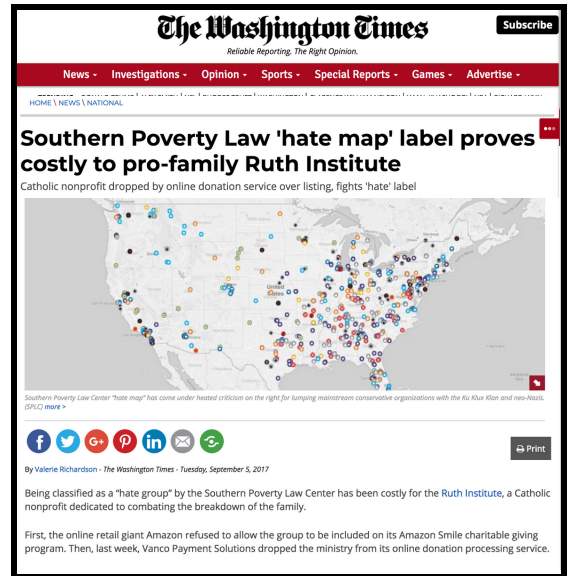 The Washington Times
Subscribe
Reliable Reporting. The Right Opinion.
News Investigations Opinion Sports Special Reports Games Advertise
HOME \ NEWS \ NATIONAL
Southern Poverty Law 'hate map' label proves
costly to pro-family Ruth Institute
Catholic nonprofit dropped by online donation service over listing, fights 'hate' label
United
States
Southern Poverty Law Center "hate map" has come under heated criticism on the right for lumping mainstream conservative organizations with the Ku Klux Klan and neo-Nazis.
(SPLC) more >
f G+ in
Print
By Valerie Richardson - The Washington Times - Tuesday, September 5, 2017
Being classified as a “hate group” by the Southern Poverty Law Center has been costly for the Ruth Institute, a Catholic
nonprofit dedicated to combating the breakdown of the family.
First, the online retail giant Amazon refused to allow the group to be included on its Amazon Smile charitable giving
program. Then, last week, Vanco Payment Solutions dropped the ministry from its online donation processing service.